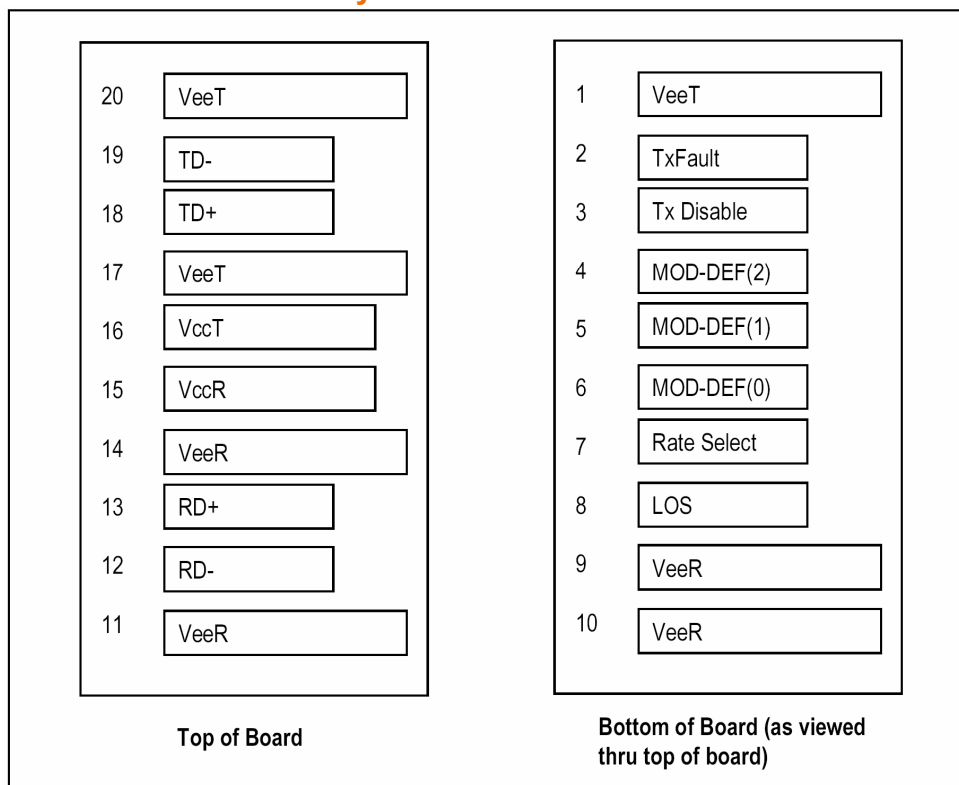 20 VeeT
19 TD-
18 TD+
17 VeeT
16 VccT
15 VccR
14 VeeR
13 RD+
12 RD-
11 VeeR
Top of Board
1 VeeT
2 TxFault
3 Tx Disable
4 MOD-DEF(2)
5 MOD-DEF(1)
6 MOD-DEF(0)
7 Rate Select
8 LOS
9 VeeR
10 VeeR
Bottom of Board (as viewed
thru top of board)